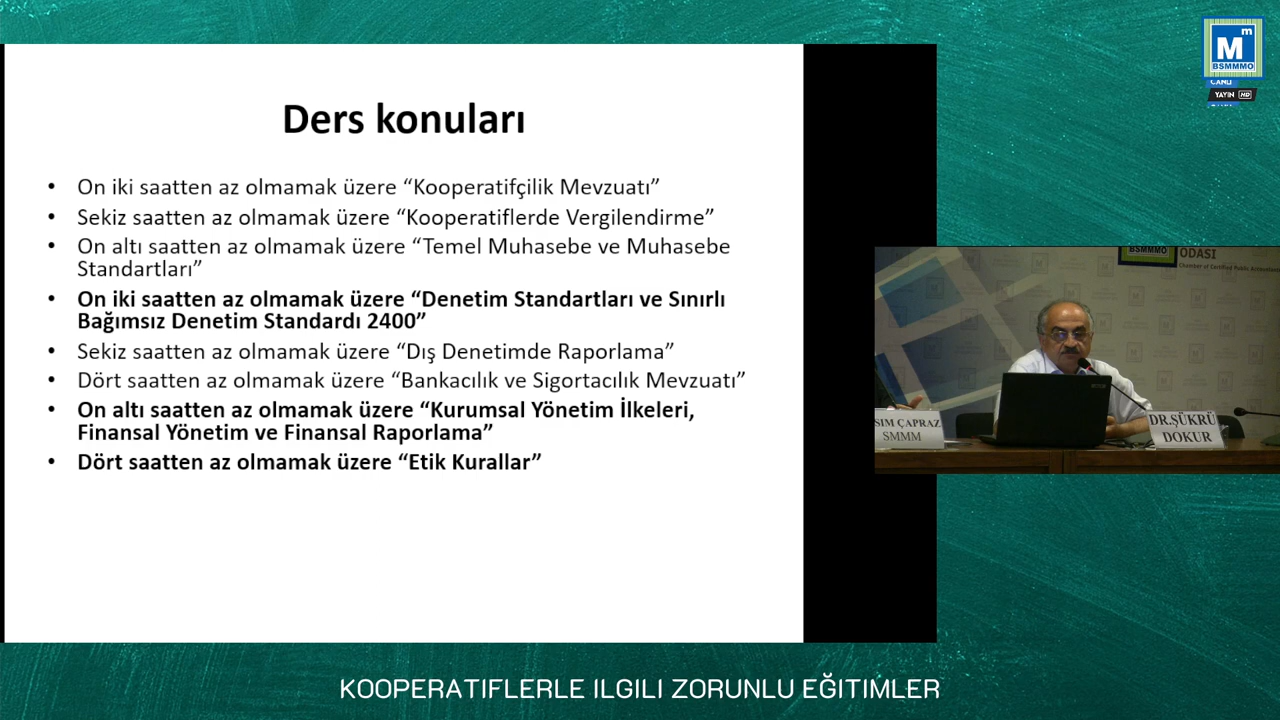 Ders konuları
• On iki saatten az olmamak üzere “Kooperatifçilik Mevzuatı”
• Sekiz saatten az olmamak üzere “Kooperatiflerde Vergilendirme”
• On altı saatten az olmamak üzere “Temel Muhasebe ve Muhasebe
Standartları”
• On iki saatten az olmamak üzere “Denetim Standartları ve Sınırlı
Bağımsız Denetim Standardı 2400”
• Sekiz saatten az olmamak üzere “Dış Denetimde Raporlama”
• Dört saatten az olmamak üzere “Bankacılık ve Sigortacılık Mevzuatı”
• On altı saatten az olmamak üzere “Kurumsal Yönetim İlkeleri,
Finansal Yönetim ve Finansal Raporlama”
• Dört saatten az olmamak üzere “Etik Kurallar”
Mm
BSMMMO
CANLI
YAYIN HD
BSMMMO
ODASI
Chamber of Certified Public Accountants
SIM ÇAPRAZ
SMMM
DR.ŞÜKRÜ
DOKUR
KOOPERATIFLERLE ILGILI ZORUNLU EĞITIMLER